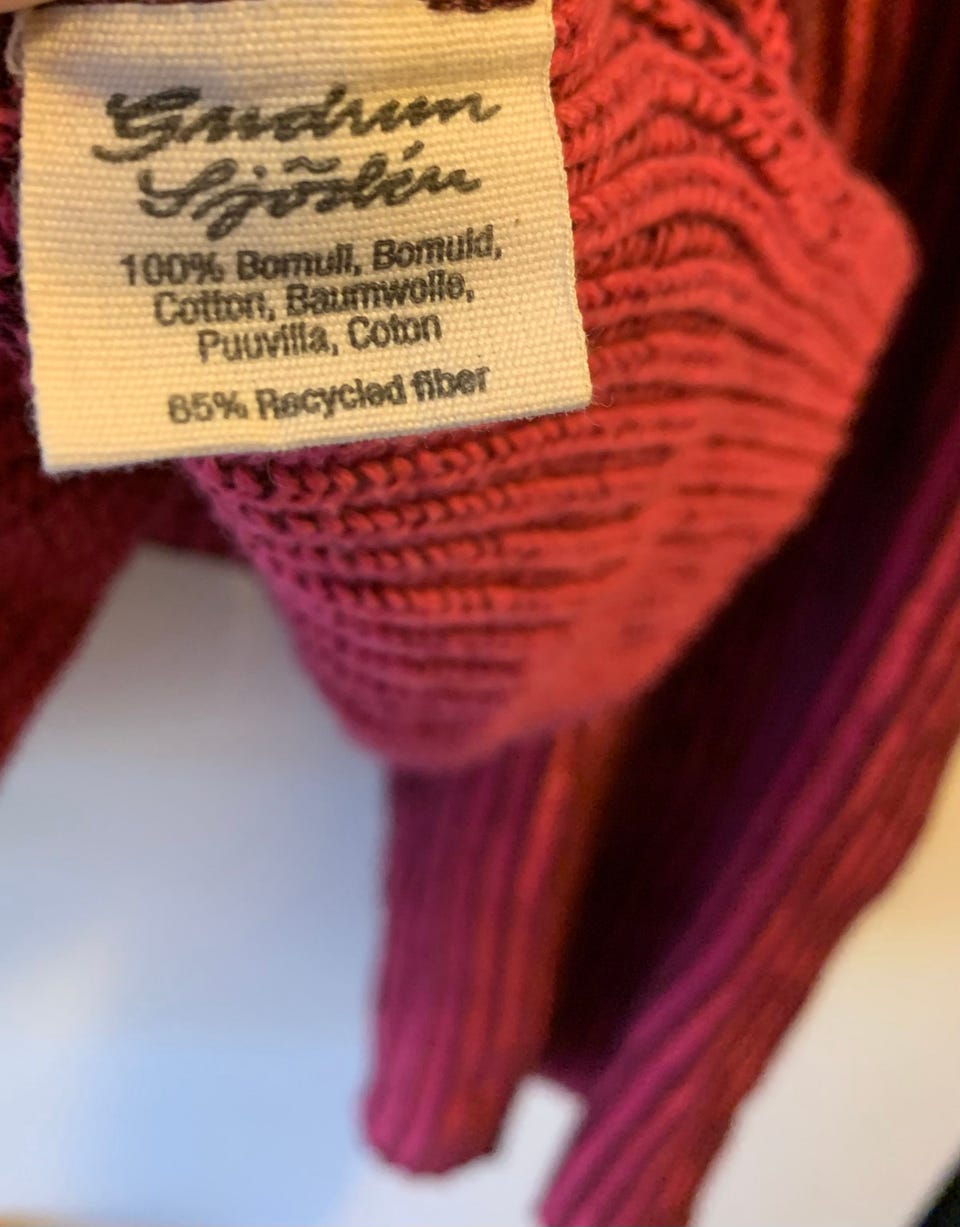 Gudrun
Sjödén
100% Bomull, Bomuld,
Cotton, Baumwolle,
Puuvilla, Coton
85% Recycled fiber